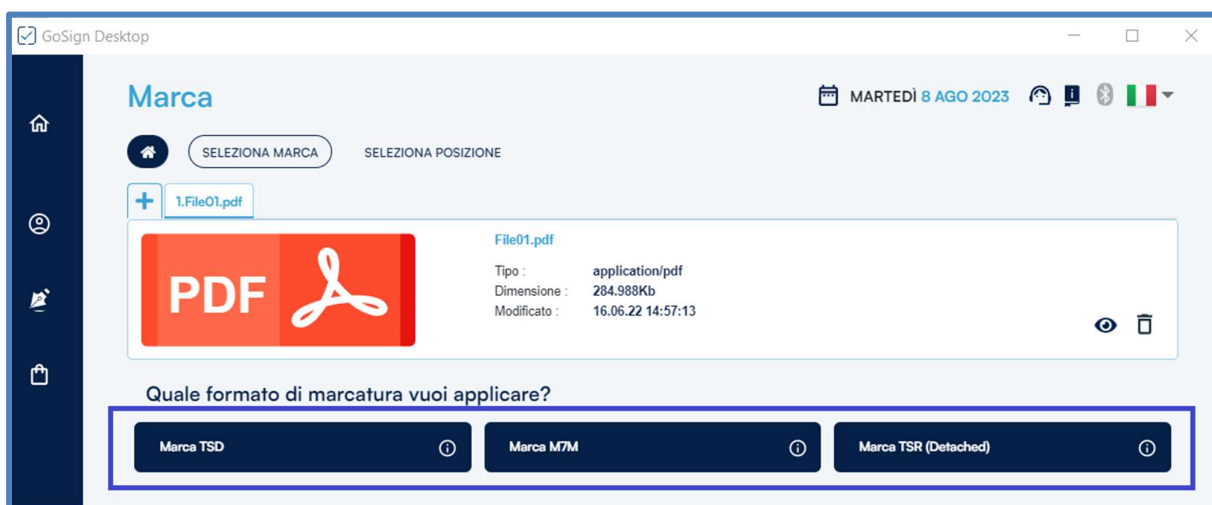 GoSign Desktop
Marca
MARTEDÌ 8 AGO 2023
SELEZIONA MARCA SELEZIONA POSIZIONE
+ 1.File01.pdf
PDF
File01.pdf
Tipo : application/pdf
Dimensione : 284.988Kb
Modificato : 16.06.22 14:57:13
Quale formato di marcatura vuoi applicare?
Marca TSD Marca M7M Marca TSR (Detached)